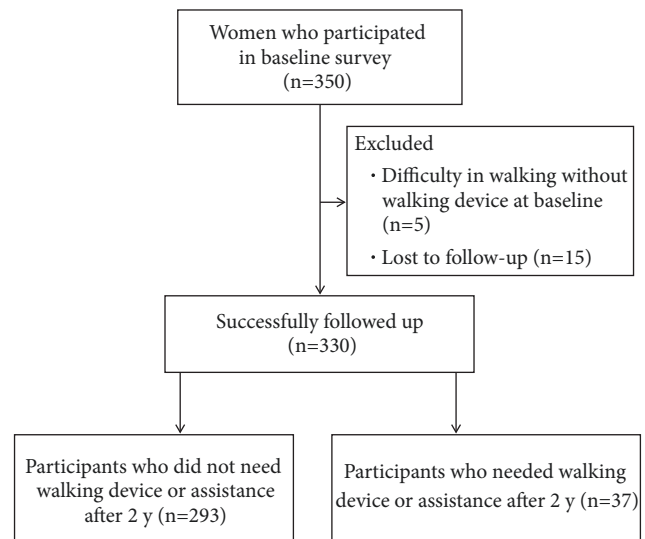 Women who participated
in baseline survey
(n=350)
Excluded
· Difficulty in walking without
walking device at baseline
(n=5)
· Lost to follow-up (n=15)
Successfully followed up
(n=330)
Participants who did not need
walking device or assistance
after 2 y (n=293)
Participants who needed walking
device or assistance after 2 y (n=37)